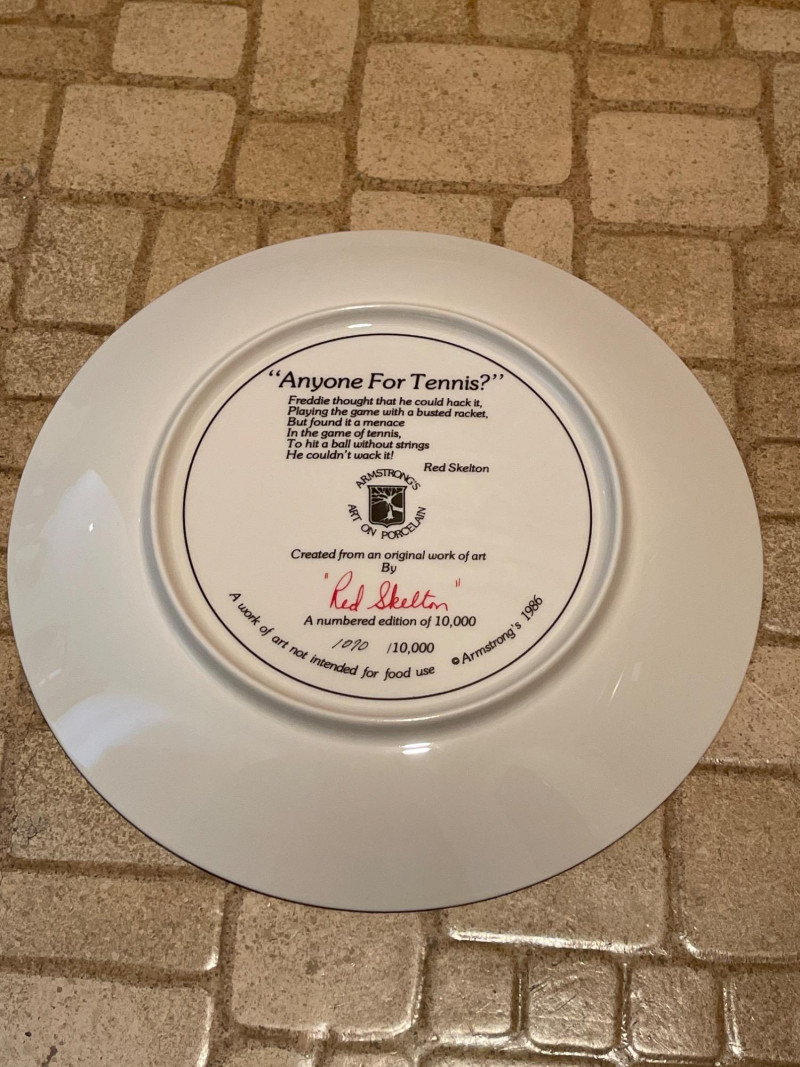 “Anyone For Tennis?”
Freddie thought that he could hack it,
Playing the game with a busted racket,
But found it a menace
In the game of tennis,
To hit a ball without strings
He couldn't wack it!
Red Skelton
ARMSTRONG'S
ART ON PORCELAIN
Created from an original work of art
By
"Red Skelton"
A numbered edition of 10,000
1090 /10,000
A work of art not intended for food use
© Armstrong's 1986